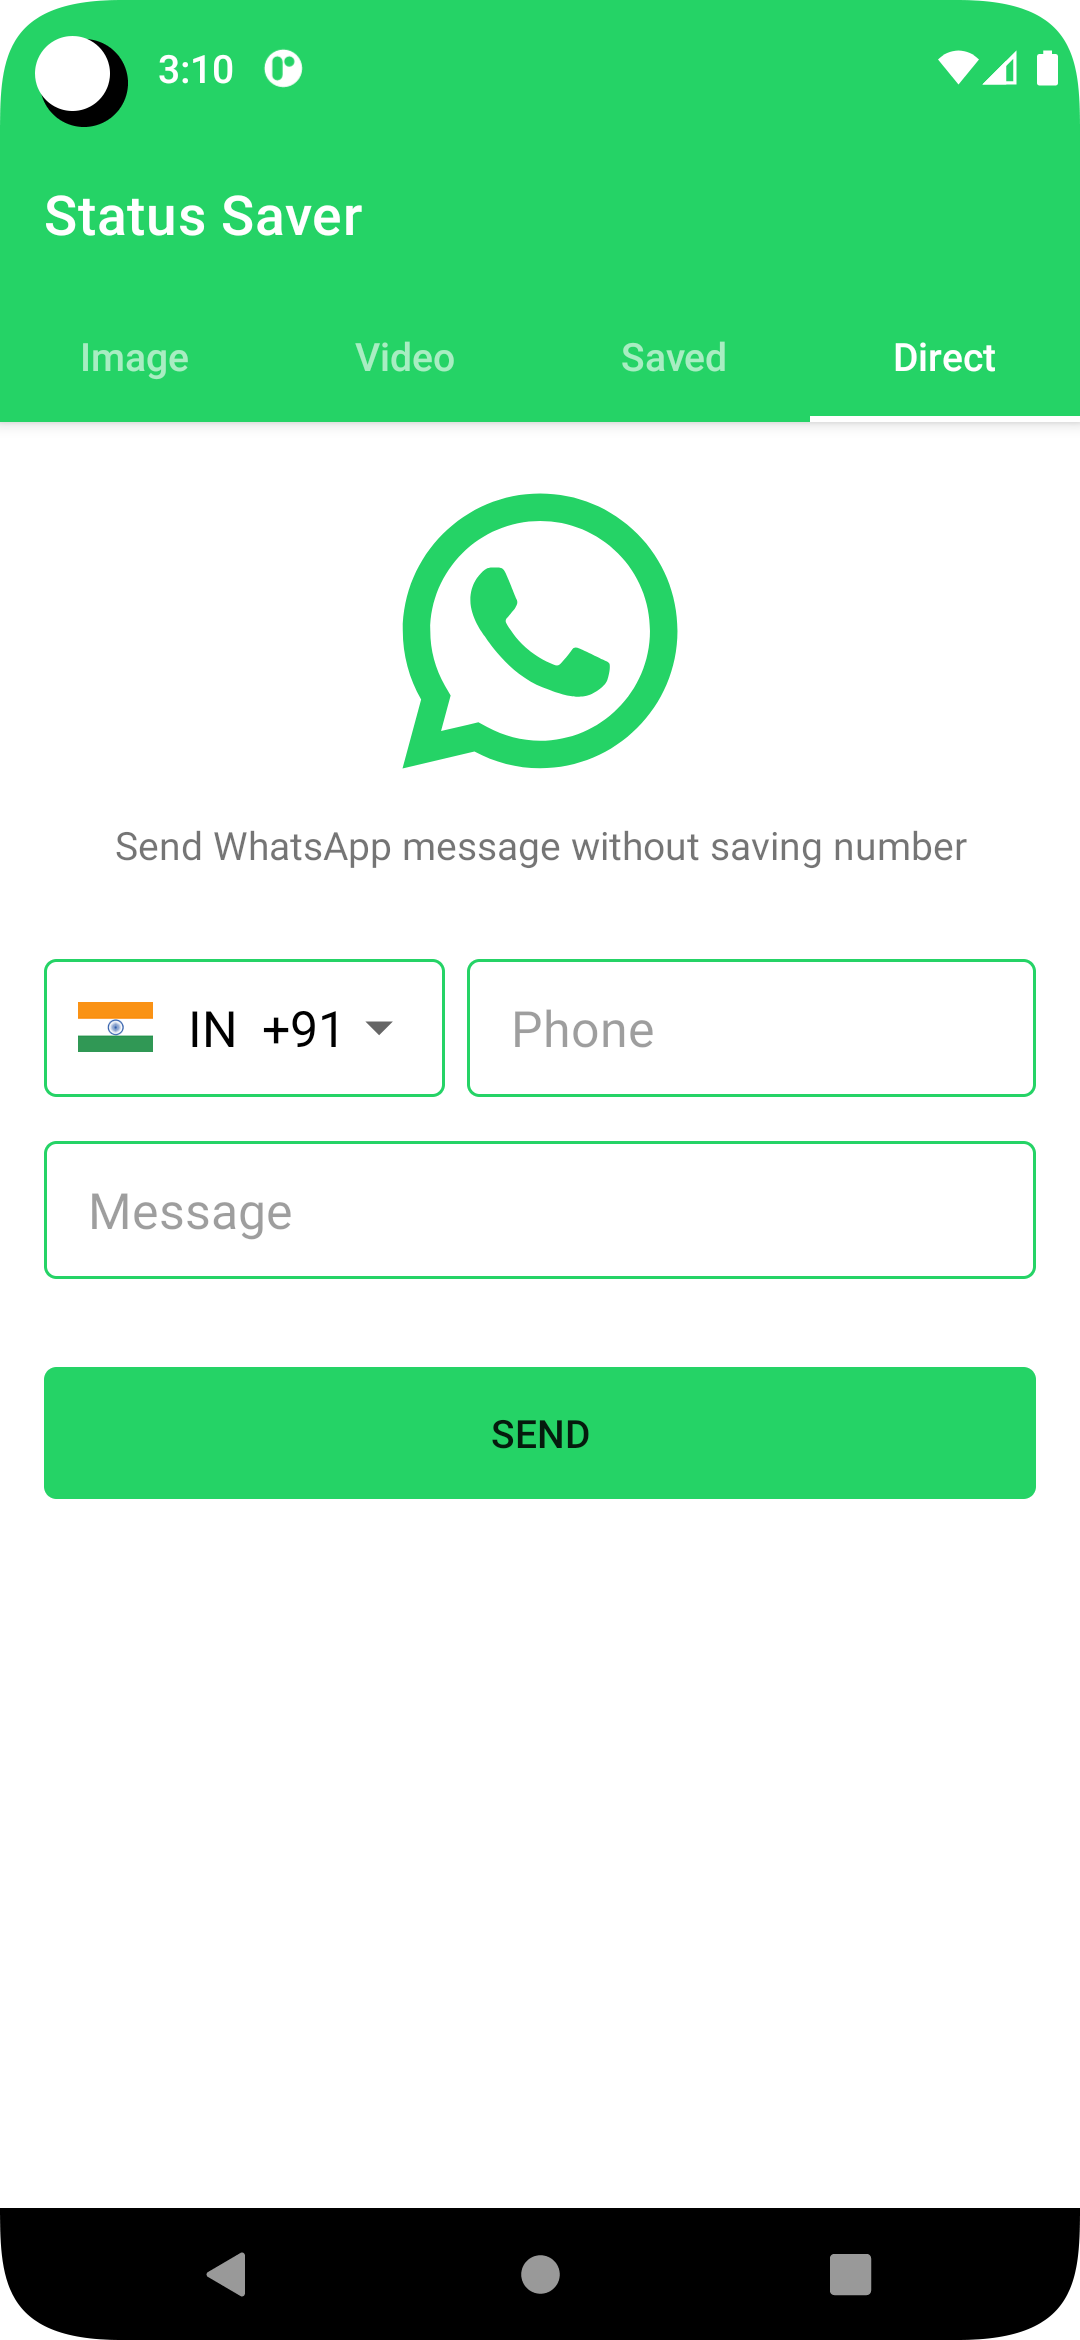 3:10
Status Saver
Image Video Saved Direct
Send WhatsApp message without saving number
IN +91 Phone
Message
SEND